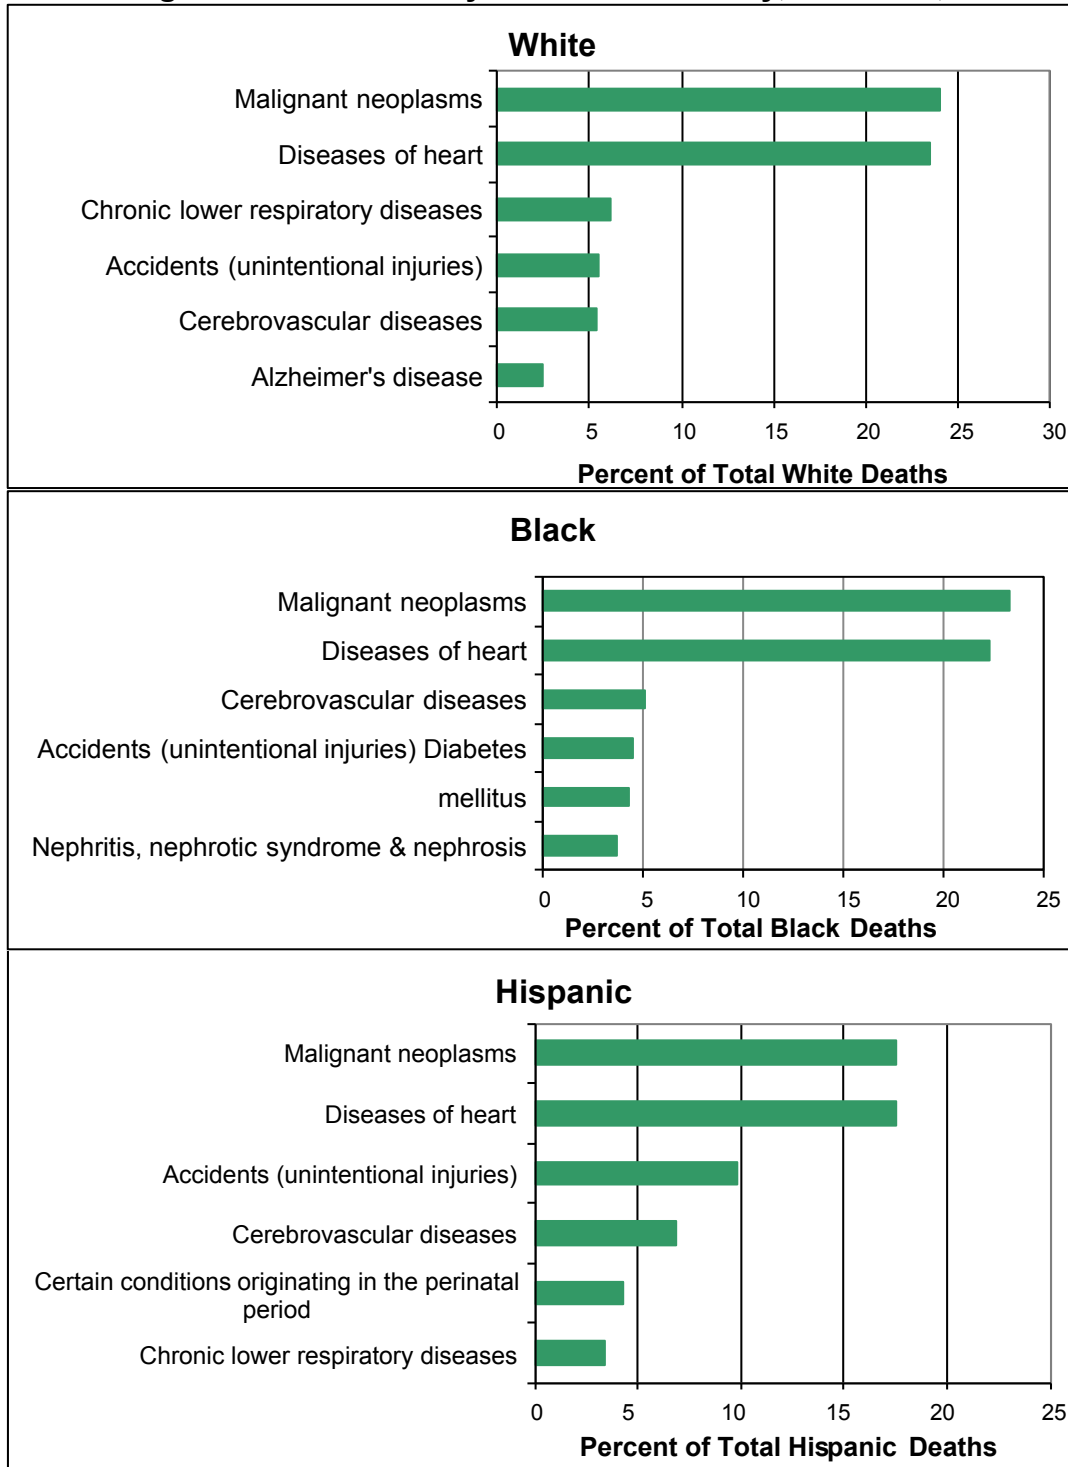 White
Malignant neoplasms
Diseases of heart
Chronic lower respiratory diseases
Accidents (unintentional injuries)
Cerebrovascular diseases
Alzheimer's disease
0 5 10 15 20 25 30
Percent of Total White Deaths
Black
Malignant neoplasms
Diseases of heart
Cerebrovascular diseases
Accidents (unintentional injuries) Diabetes
mellitus
Nephritis, nephrotic syndrome & nephrosis
0 5 10 15 20 25
Percent of Total Black Deaths
Hispanic
Malignant neoplasms
Diseases of heart
Accidents (unintentional injuries)
Cerebrovascular diseases
Certain conditions originating in the perinatal
period
Chronic lower respiratory diseases
0 5 10 15 20 25
Percent of Total Hispanic Deaths